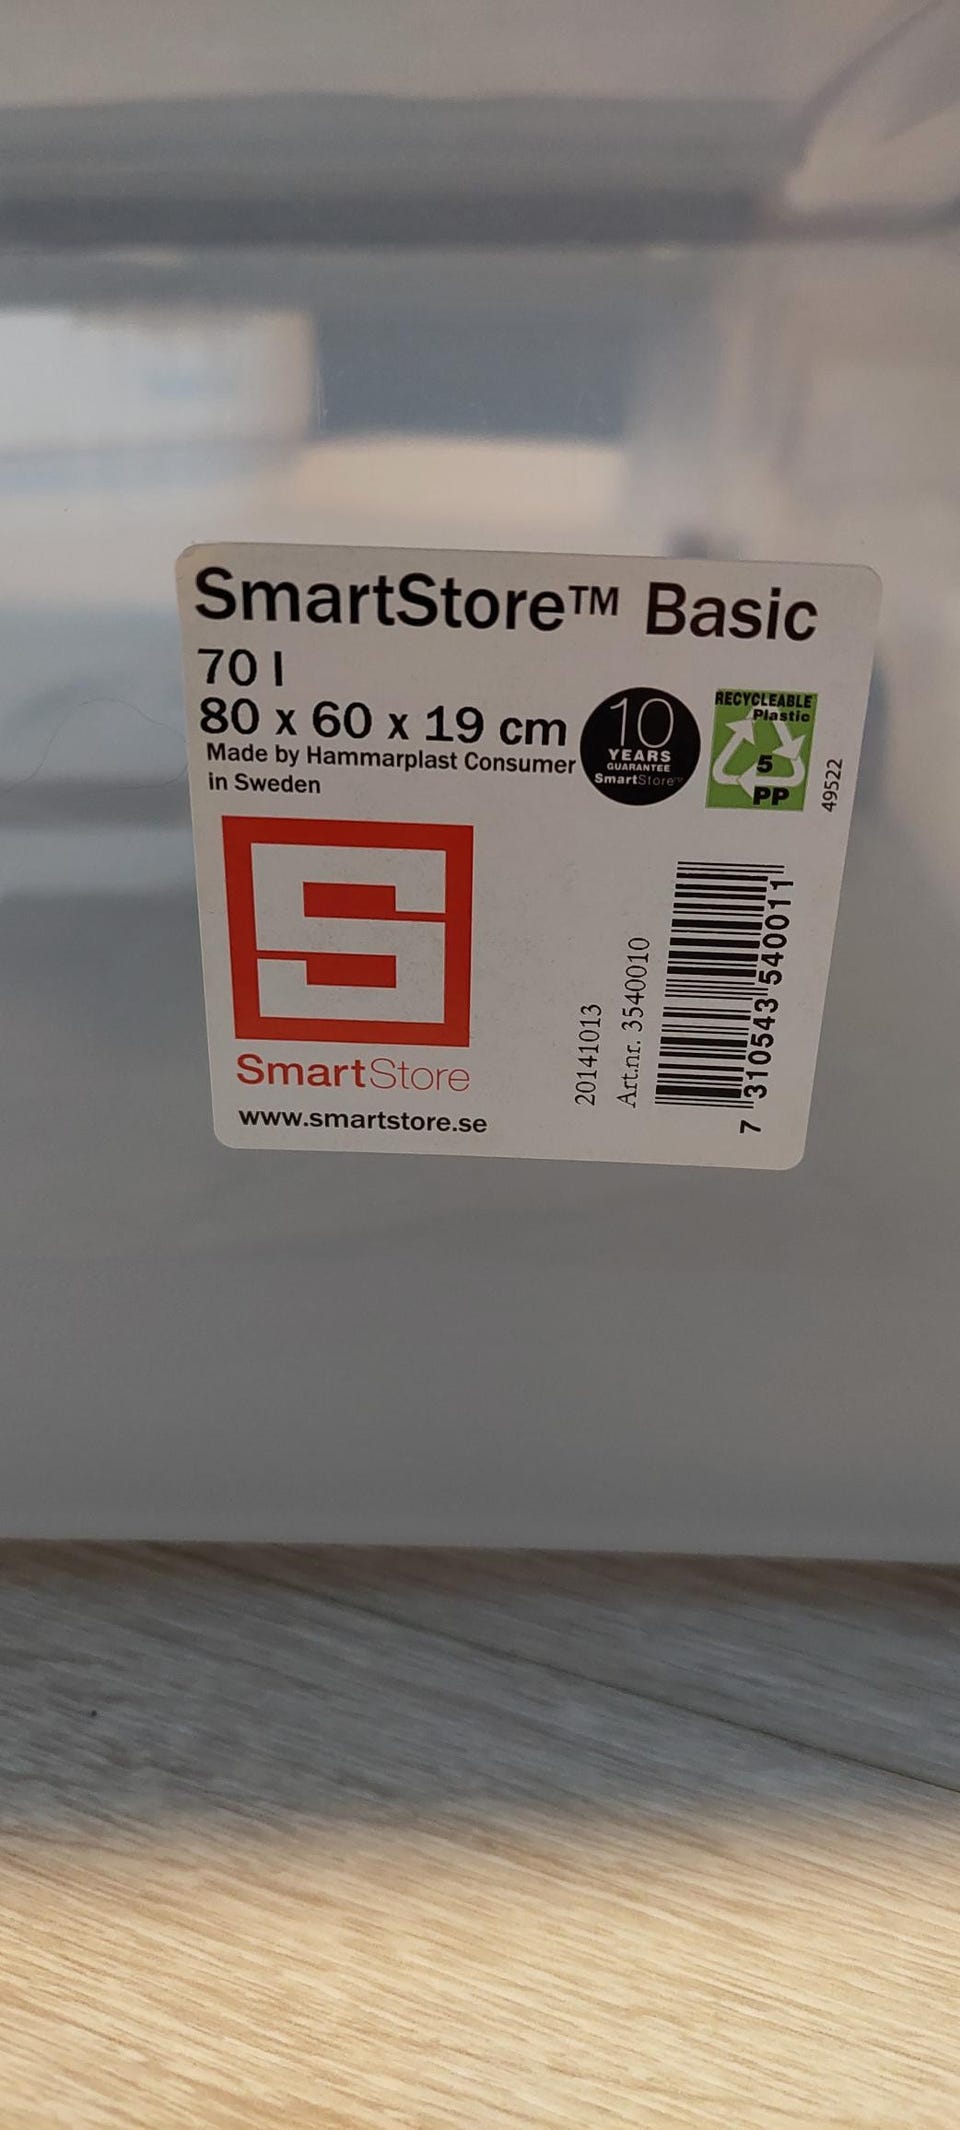 SmartStore™ Basic
70 l
80 x 60 x 19 cm
Made by Hammarplast Consumer
in Sweden
10
YEARS
GUARANTEE
SmartStore™
RECYCLEABLE
Plastic
5
PP
49522
S
SmartStore
www.smartstore.se
20141013
Art.nr. 3540010
7 310543 540011